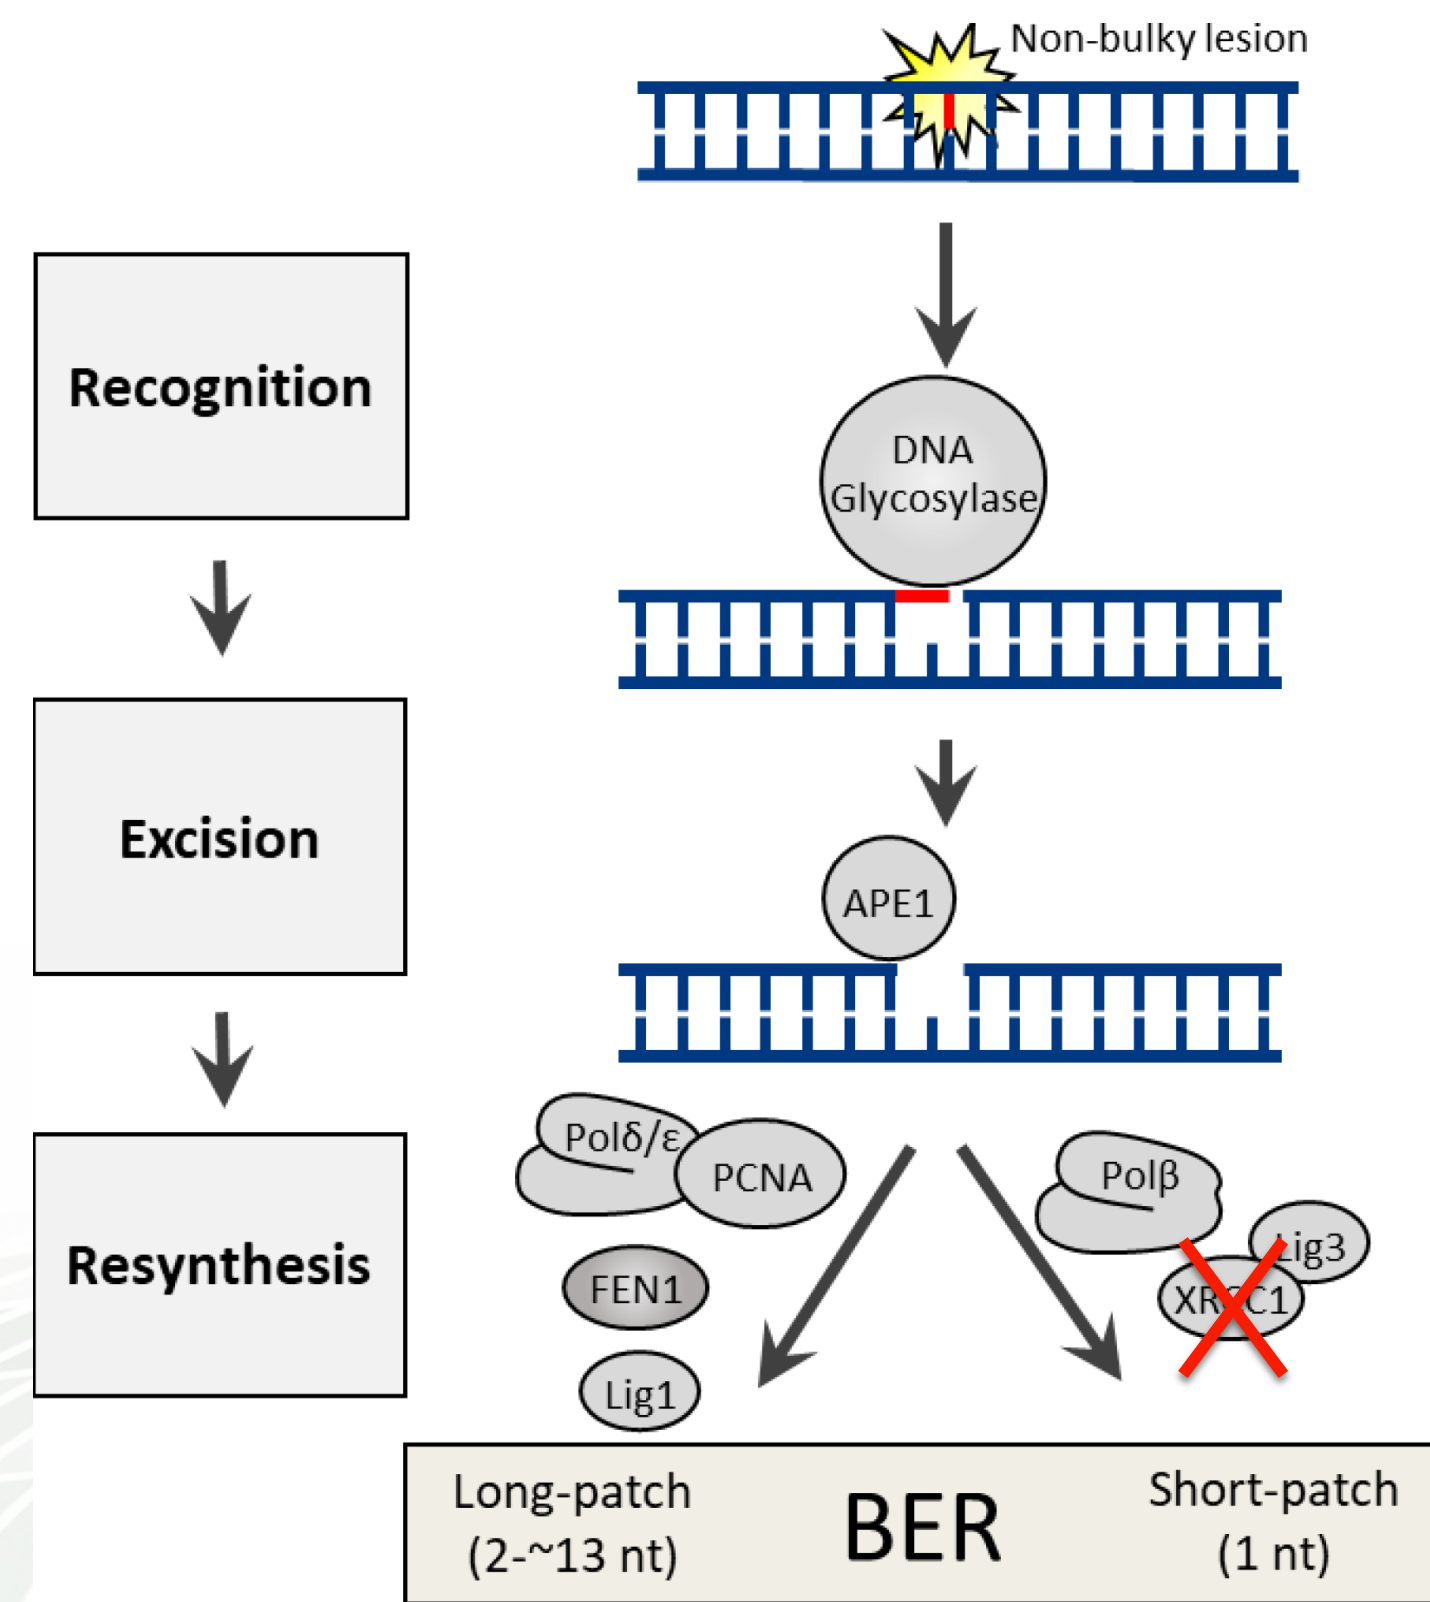 Non-bulky lesion
Recognition
DNA
Glycosylase
Excision
APE1
Polδ/ε
PCNA
Polβ
Resynthesis
Lig3
FEN1
XRCC1
Lig1
Long-patch
(2-~13 nt)
BER
Short-patch
(1 nt)